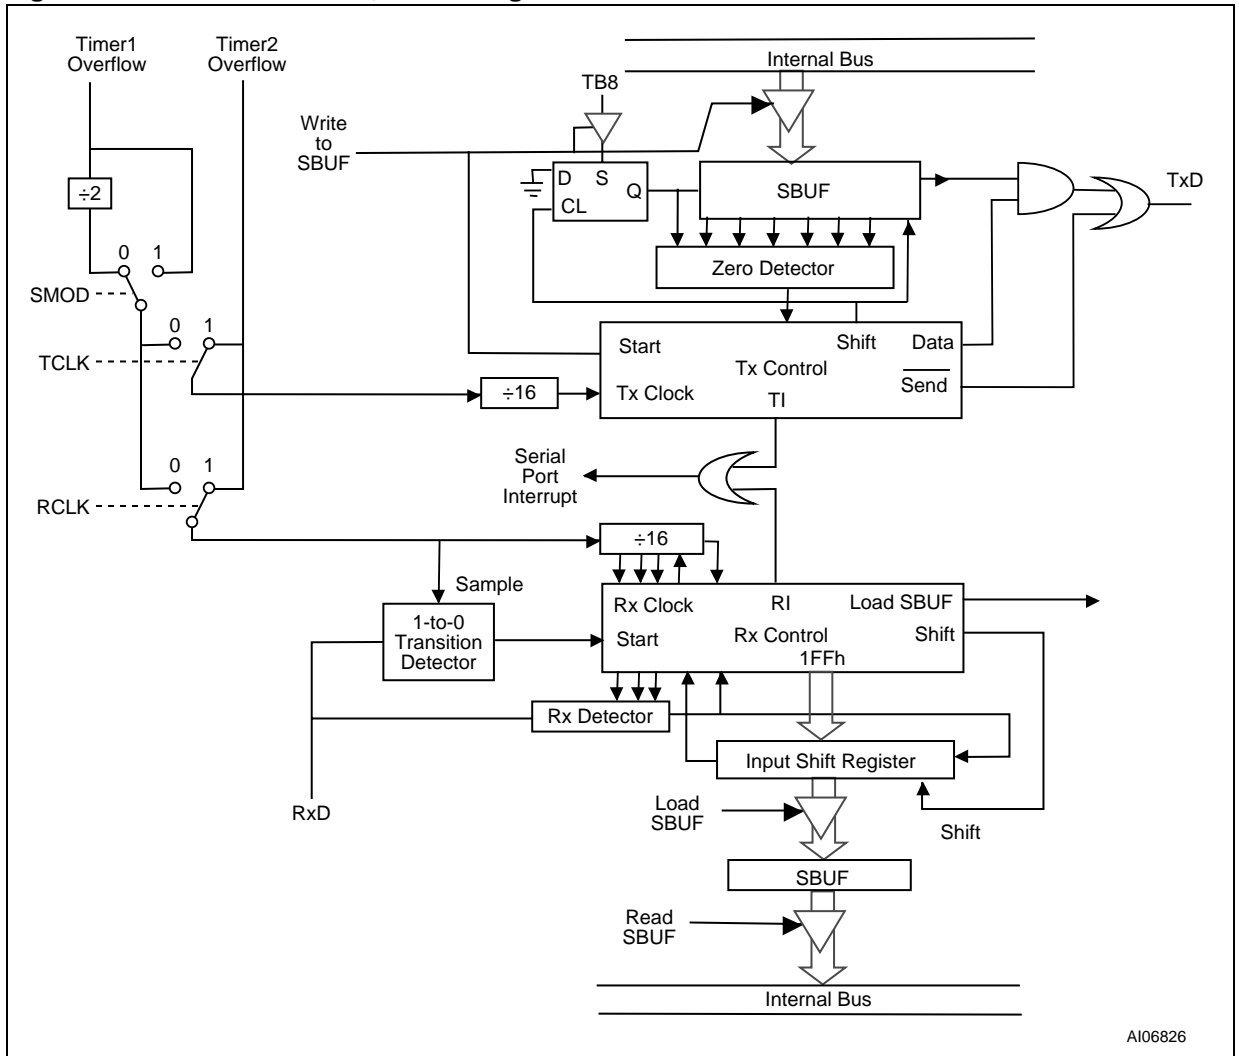 Timer1
Overflow
Timer2
Overflow
Internal Bus
TB8
Write
to
SBUF
D S
Q
CL
SBUF
TxD
÷2
Zero Detector
0 1
SMOD
0 1
TCLK
Start
Shift
Data
Tx Control
Send
÷16
Tx Clock
TI
Serial
Port
Interrupt
0 1
RCLK
÷16
Sample
Rx Clock
RI
Load SBUF
1-to-0
Transition
Detector
Start
Rx Control
Shift
1FFh
Rx Detector
Input Shift Register
RxD
Load
SBUF
Shift
SBUF
Read
SBUF
Internal Bus
AI06826